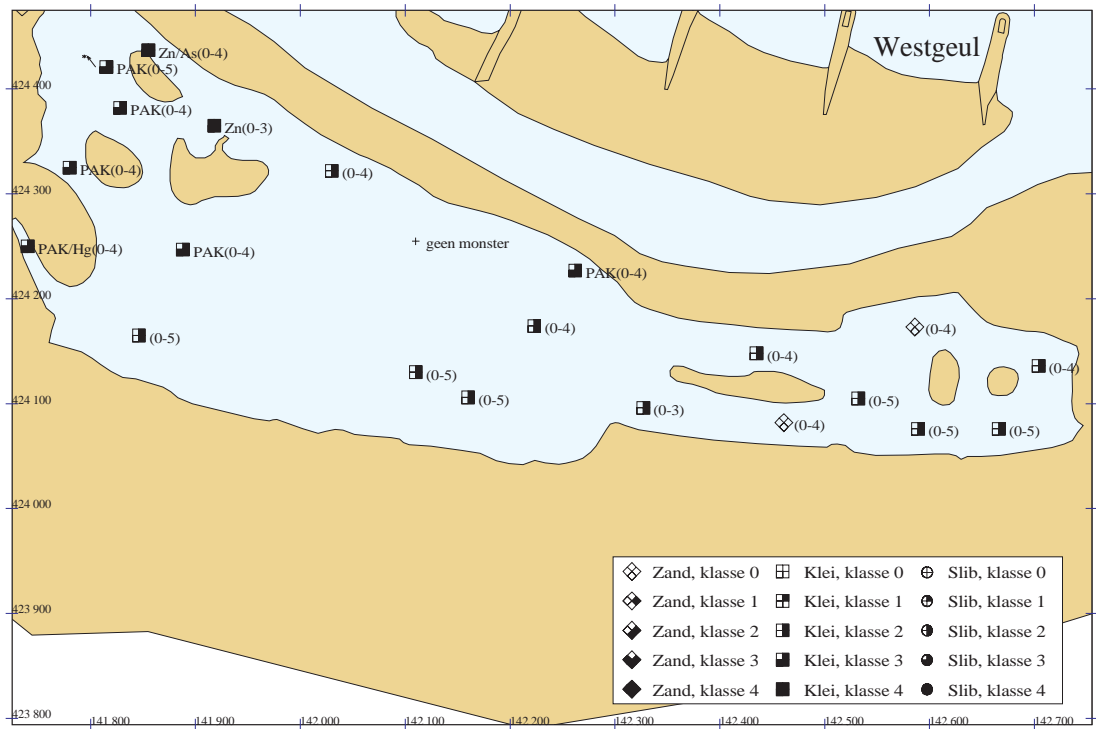 Westgeul
Zn/As(0-4)
PAK(0-5)
424 400
PAK(0-4)
Zn(0-3)
PAK(0-4)
(0-4)
424 300
geen monster
PAK/Hg(0-4)
PAK(0-4)
PAK(0-4)
424 200
(0-5)
(0-4)
(0-4)
(0-4)
(0-4)
(0-5)
(0-5)
424 100
(0-3)
(0-5)
(0-4)
(0-5)
(0-5)
424 000
Zand, klasse 0 Klei, klasse 0 Slib, klasse 0
Zand, klasse 1 Klei, klasse 1 Slib, klasse 1
423 900
Zand, klasse 2 Klei, klasse 2 Slib, klasse 2
Zand, klasse 3 Klei, klasse 3 Slib, klasse 3
Zand, klasse 4 Klei, klasse 4 Slib, klasse 4
423 800
141 800 141 900 142 000 142 100 142 200 142 300 142 400 142 500 142 600 142 700